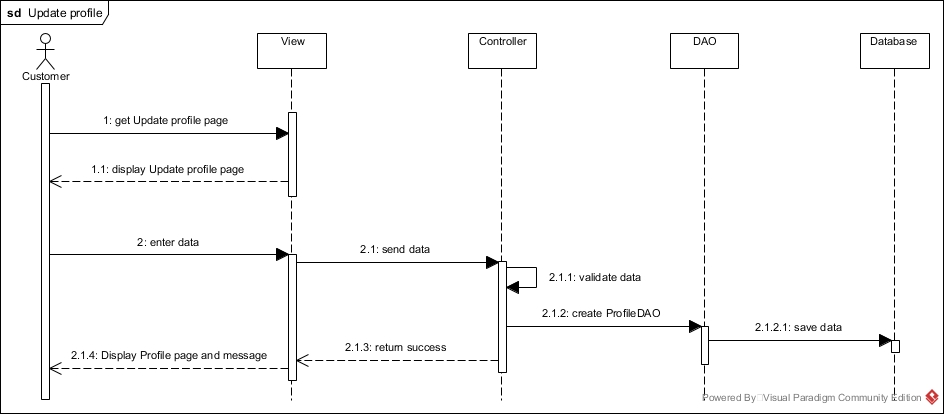 sd Update profile
View
Controller
DAO
Database
Customer
1: get Update profile page
1.1: display Update profile page
2: enter data
2.1: send data
2.1.1: validate data
2.1.2: create ProfileDAO
2.1.2.1: save data
2.1.3: return success
2.1.4: Display Profile page and message
Powered By Visual Paradigm Community Edition